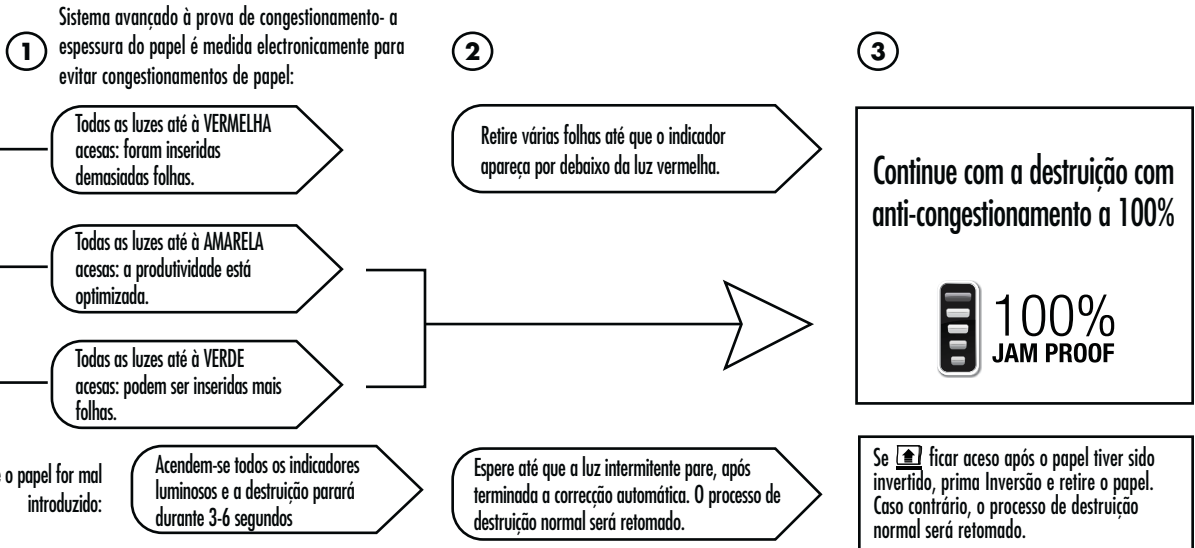 1
Sistema avançado à prova de congestionamento- a
espessura do papel é medida electronicamente para
evitar congestionamentos de papel:
2
3
Todas as luzes até à VERMELHA
acesas: foram inseridas
demasiadas folhas.
Retire várias folhas até que o indicador
apareça por debaixo da luz vermelha.
Todas as luzes até à AMARELA
acesas: a produtividade está
optimizada.
Todas as luzes até à VERDE
acesas: podem ser inseridas mais
folhas.
Continue com a destruição com
anti-congestionamento a 100%
100%
JAM PROOF
o papel for mal
introduzido:
Acendem-se todos os indicadores
luminosos e a destruição parará
durante 3-6 segundos
Espere até que a luz intermitente pare, após
terminada a correcção automática. O processo de
destruição normal será retomado.
Se ficar aceso após o papel tiver sido
invertido, prima Inversão e retire o papel.
Caso contrário, o processo de destruição
normal será retomado.